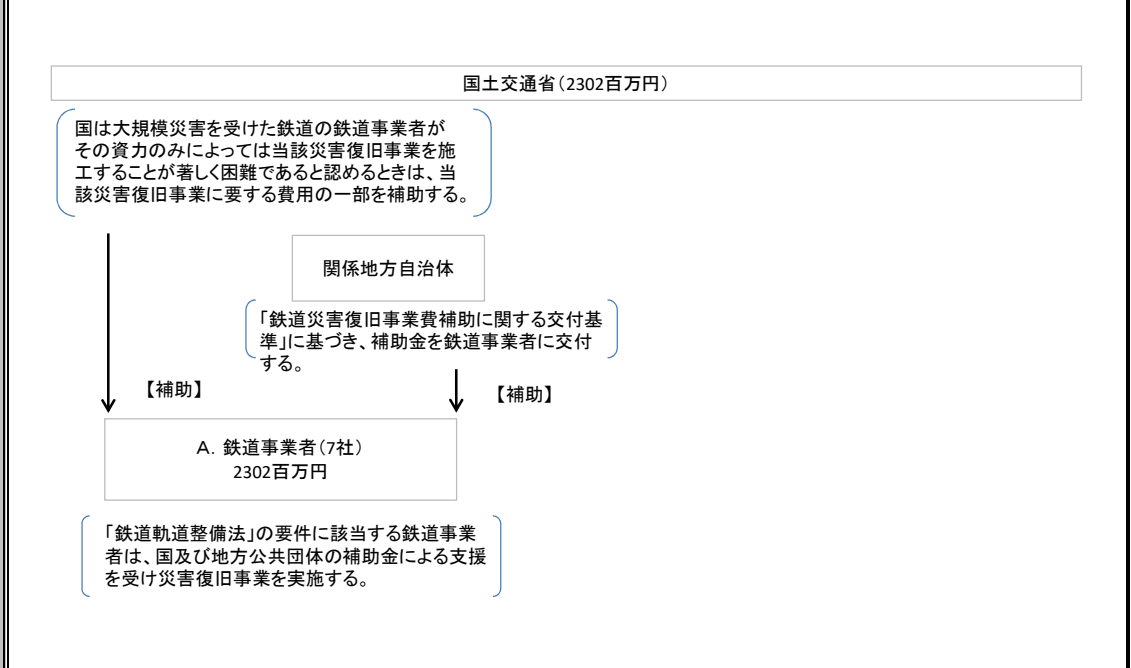 国土交通省（2302百万円）
国は大規模災害を受けた鉄道の鉄道事業者が
その資力のみによっては当該災害復旧事業を施
工することが著しく困難であると認めるときは、当
該災害復旧事業に要する費用の一部を補助する。
関係地方自治体
「鉄道災害復旧事業費補助に関する交付基
準」に基づき、補助金を鉄道事業者に交付
する。
【補助】
【補助】
A．鉄道事業者（7社）
2302百万円
「鉄道軌道整備法」の要件に該当する鉄道事業
者は、国及び地方公共団体の補助金による支援
を受け災害復旧事業を実施する。